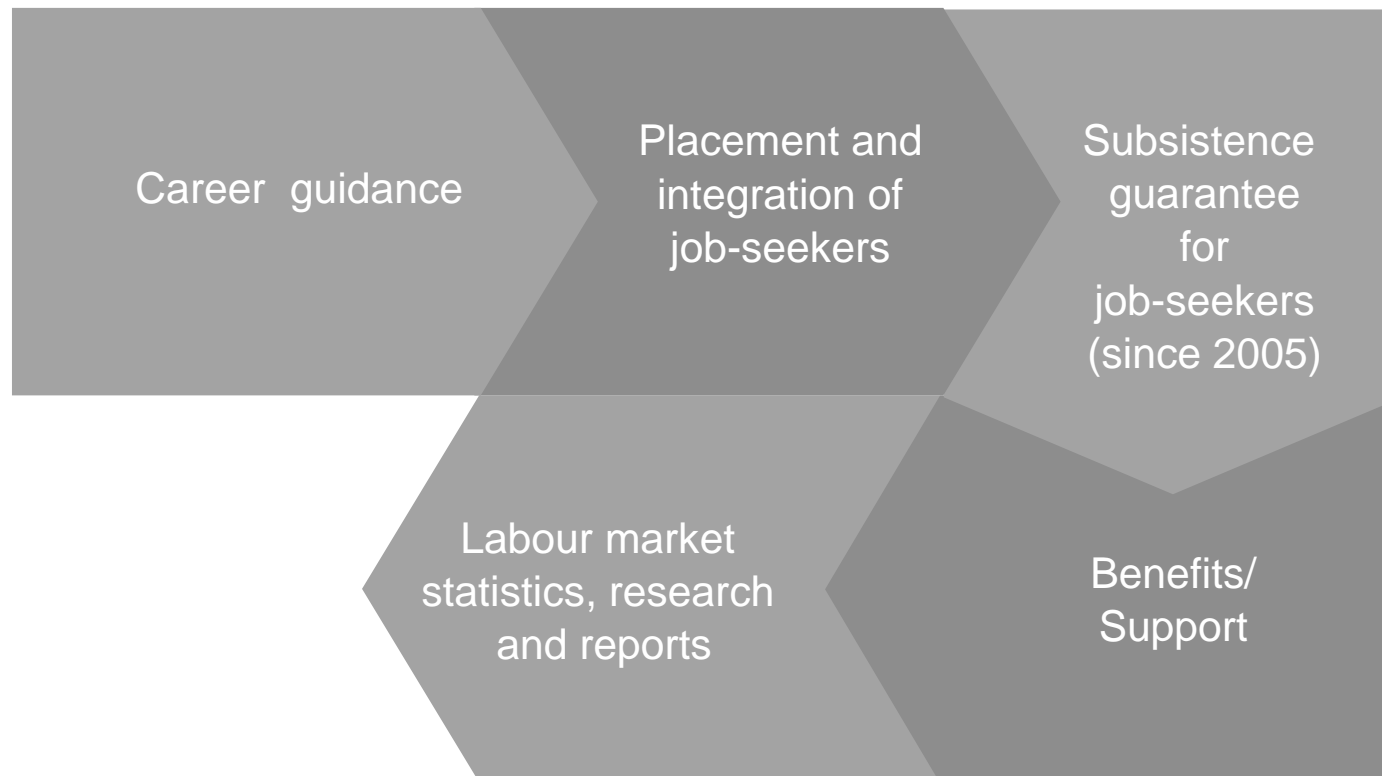 Career guidance
Placement and
integration of
job-seekers
Subsistence
guarantee
for
job-seekers
(since 2005)
Benefits/
Support
Labour market
statistics, research
and reports